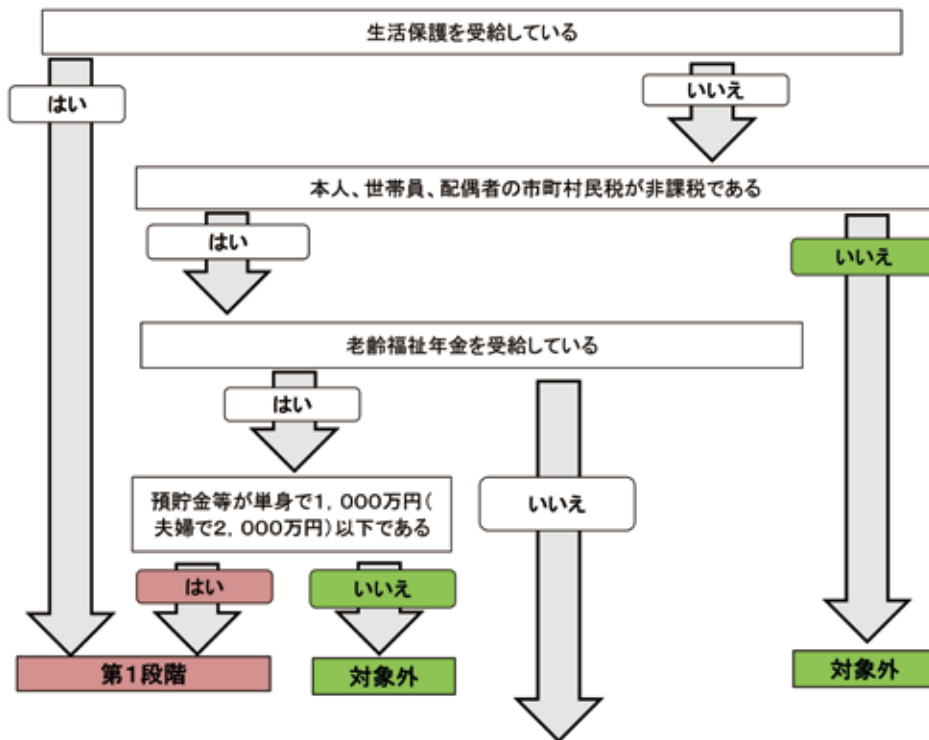 生活保護を受給している
はい
いいえ
本人、世帯員、配偶者の市町村民税が非課税である
はい
いいえ
老齢福祉年金を受給している
はい
いいえ
預貯金等が単身で1，000万円（
夫婦で2，000万円）以下である
はい
いいえ
第１段階
対象外
対象外